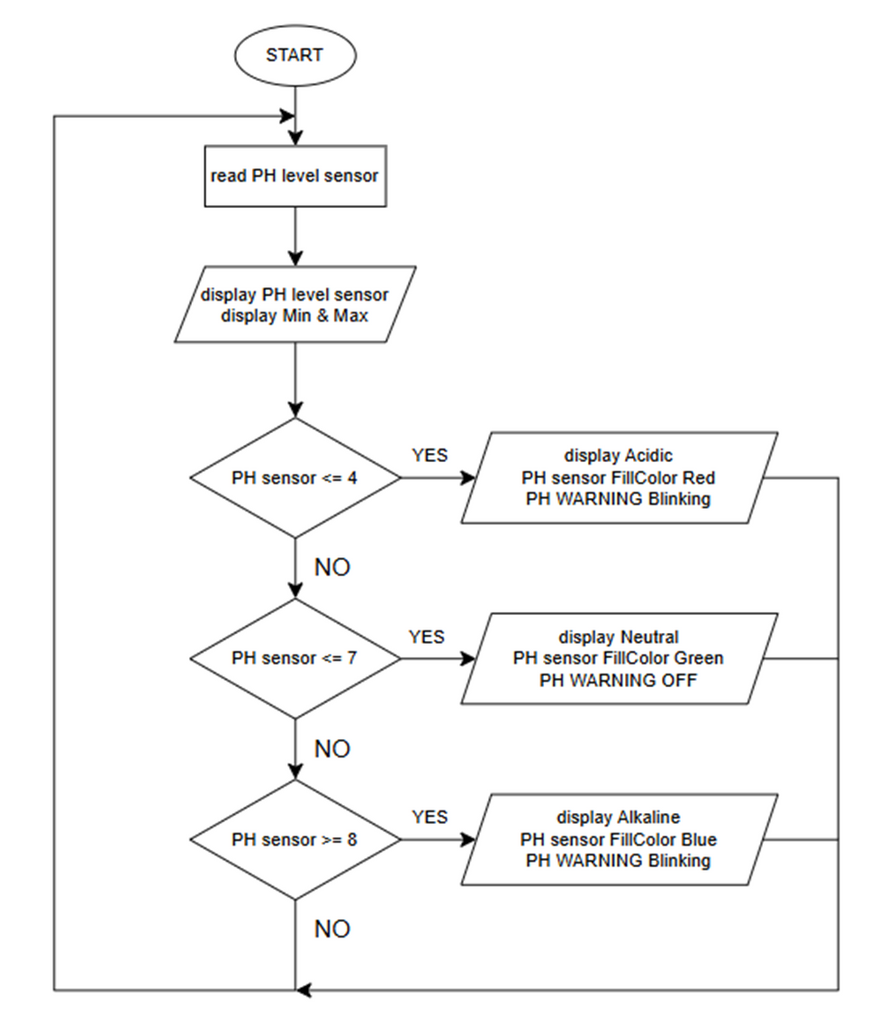 START
read PH level sensor
display PH level sensor
display Min & Max
PH sensor <= 4
YES
display Acidic
PH sensor FillColor Red
PH WARNING Blinking
NO
PH sensor <= 7
YES
display Neutral
PH sensor FillColor Green
PH WARNING OFF
NO
PH sensor >= 8
YES
display Alkaline
PH sensor FillColor Blue
PH WARNING Blinking
NO